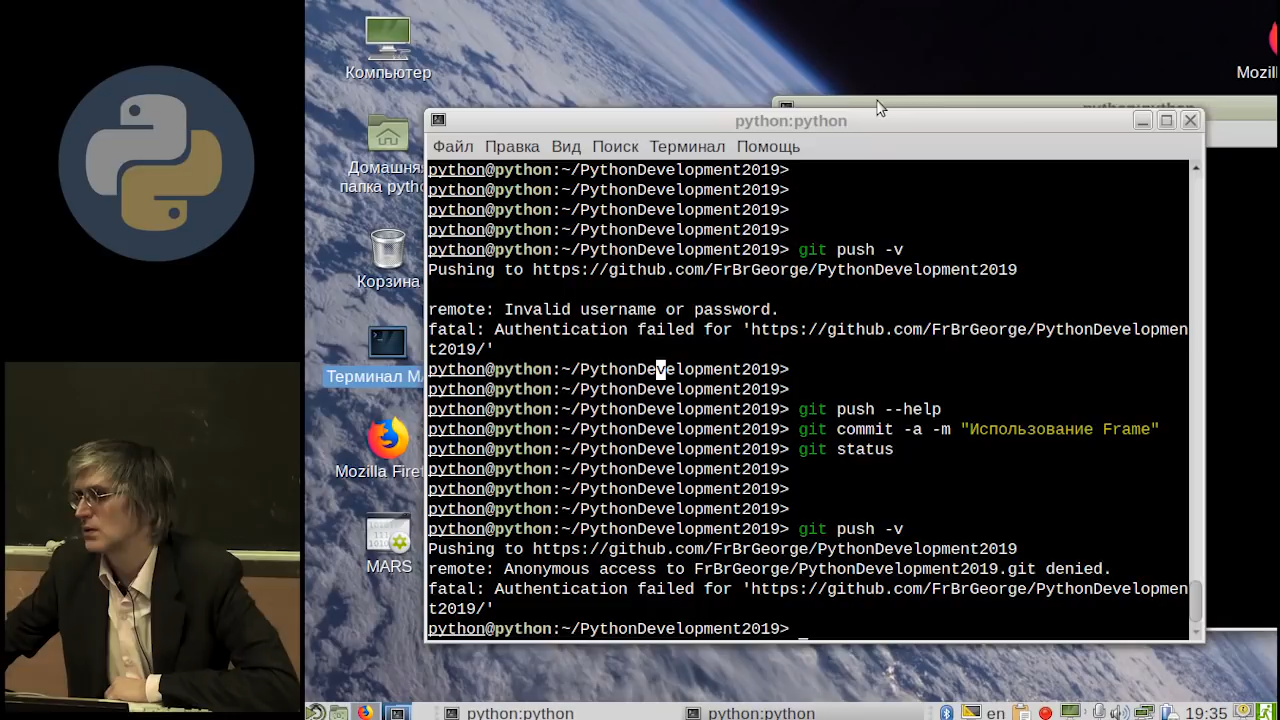 Компьютер
Mozil
Домашня
папка pytho
Корзина
Терминал M
Mozilla Firef
MARS
python:python
python:python
Файл Правка Вид Поиск Терминал Помощь
python@python:~/PythonDevelopment2019>
python@python:~/PythonDevelopment2019>
python@python:~/PythonDevelopment2019>
python@python:~/PythonDevelopment2019>
python@python:~/PythonDevelopment2019> git push -v
Pushing to https://github.com/FrBrGeorge/PythonDevelopment2019
remote: Invalid username or password.
fatal: Authentication failed for 'https://github.com/FrBrGeorge/PythonDevelopmen
t2019/'
python@python:~/PythonDevelopment2019>
python@python:~/PythonDevelopment2019>
python@python:~/PythonDevelopment2019> git push --help
python@python:~/PythonDevelopment2019> git commit -a -m "Использование Frame"
python@python:~/PythonDevelopment2019> git status
python@python:~/PythonDevelopment2019>
python@python:~/PythonDevelopment2019>
python@python:~/PythonDevelopment2019>
python@python:~/PythonDevelopment2019> git push -v
Pushing to https://github.com/FrBrGeorge/PythonDevelopment2019
remote: Anonymous access to FrBrGeorge/PythonDevelopment2019.git denied.
fatal: Authentication failed for 'https://github.com/FrBrGeorge/PythonDevelopmen
t2019/'
python@python:~/PythonDevelopment2019>
python:python
python:python
en
19:35